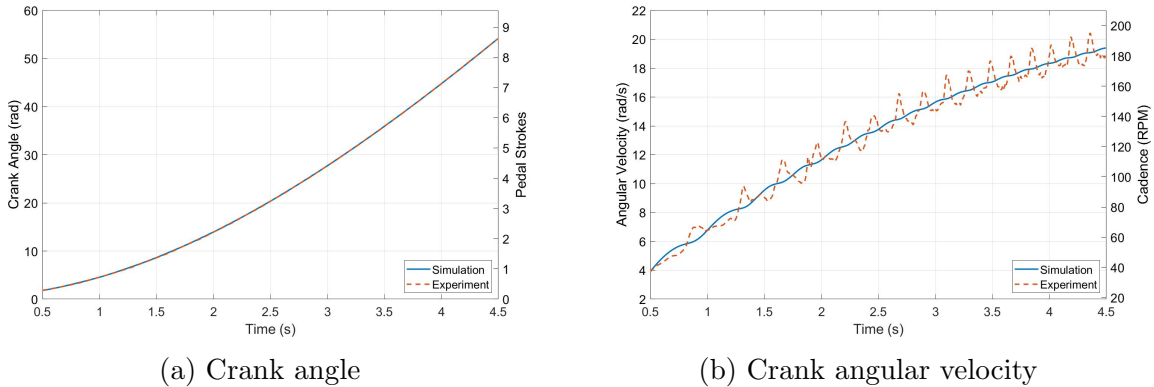 60
50
40
30
20
10
0
Crank Angle (rad)
9
8
7
6
5
4
3
2
1
0
Pedal Strokes
Simulation
Experiment
0.5 1 1.5 2 2.5 3 3.5 4 4.5
Time (s)
(a) Crank angle
22
20
18
16
14
12
10
8
6
4
2
Angular Velocity (rad/s)
200
180
160
140
120
100
80
60
40
20
Cadence (RPM)
Simulation
Experiment
0.5 1 1.5 2 2.5 3 3.5 4 4.5
Time (s)
(b) Crank angular velocity